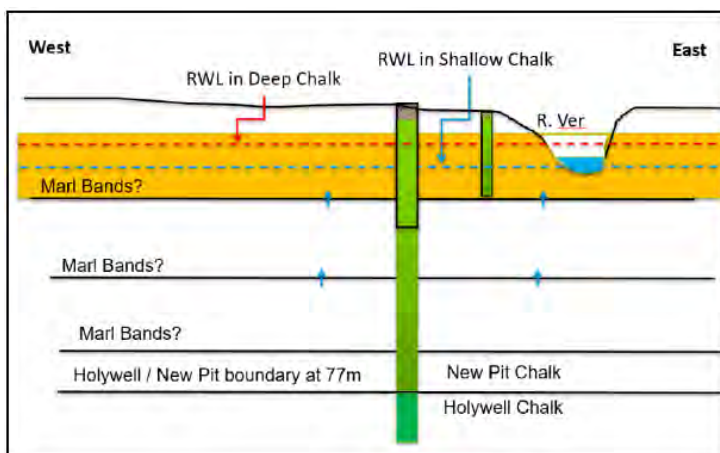 West
East
RWL in Deep Chalk
RWL in Shallow Chalk
R. Ver
Marl Bands?
Marl Bands?
Marl Bands?
Holywell / New Pit boundary at 77m
New Pit Chalk
Holywell Chalk